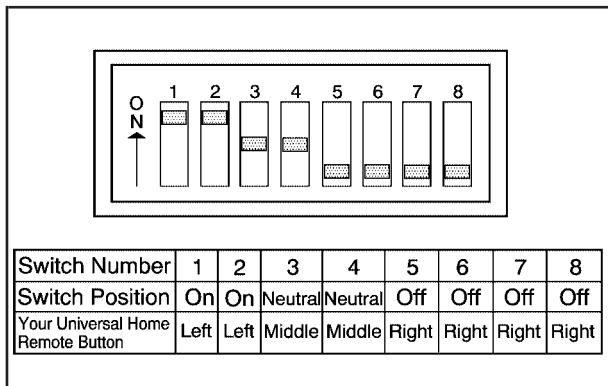 1 2 3 4 5 6 7 8
ON
Switch Number 1 2 3 4 5 6 7 8
Switch Position On On Neutral Neutral Off Off Off Off
Your Universal Home
Remote Button Left Left Middle Middle Right Right Right Right